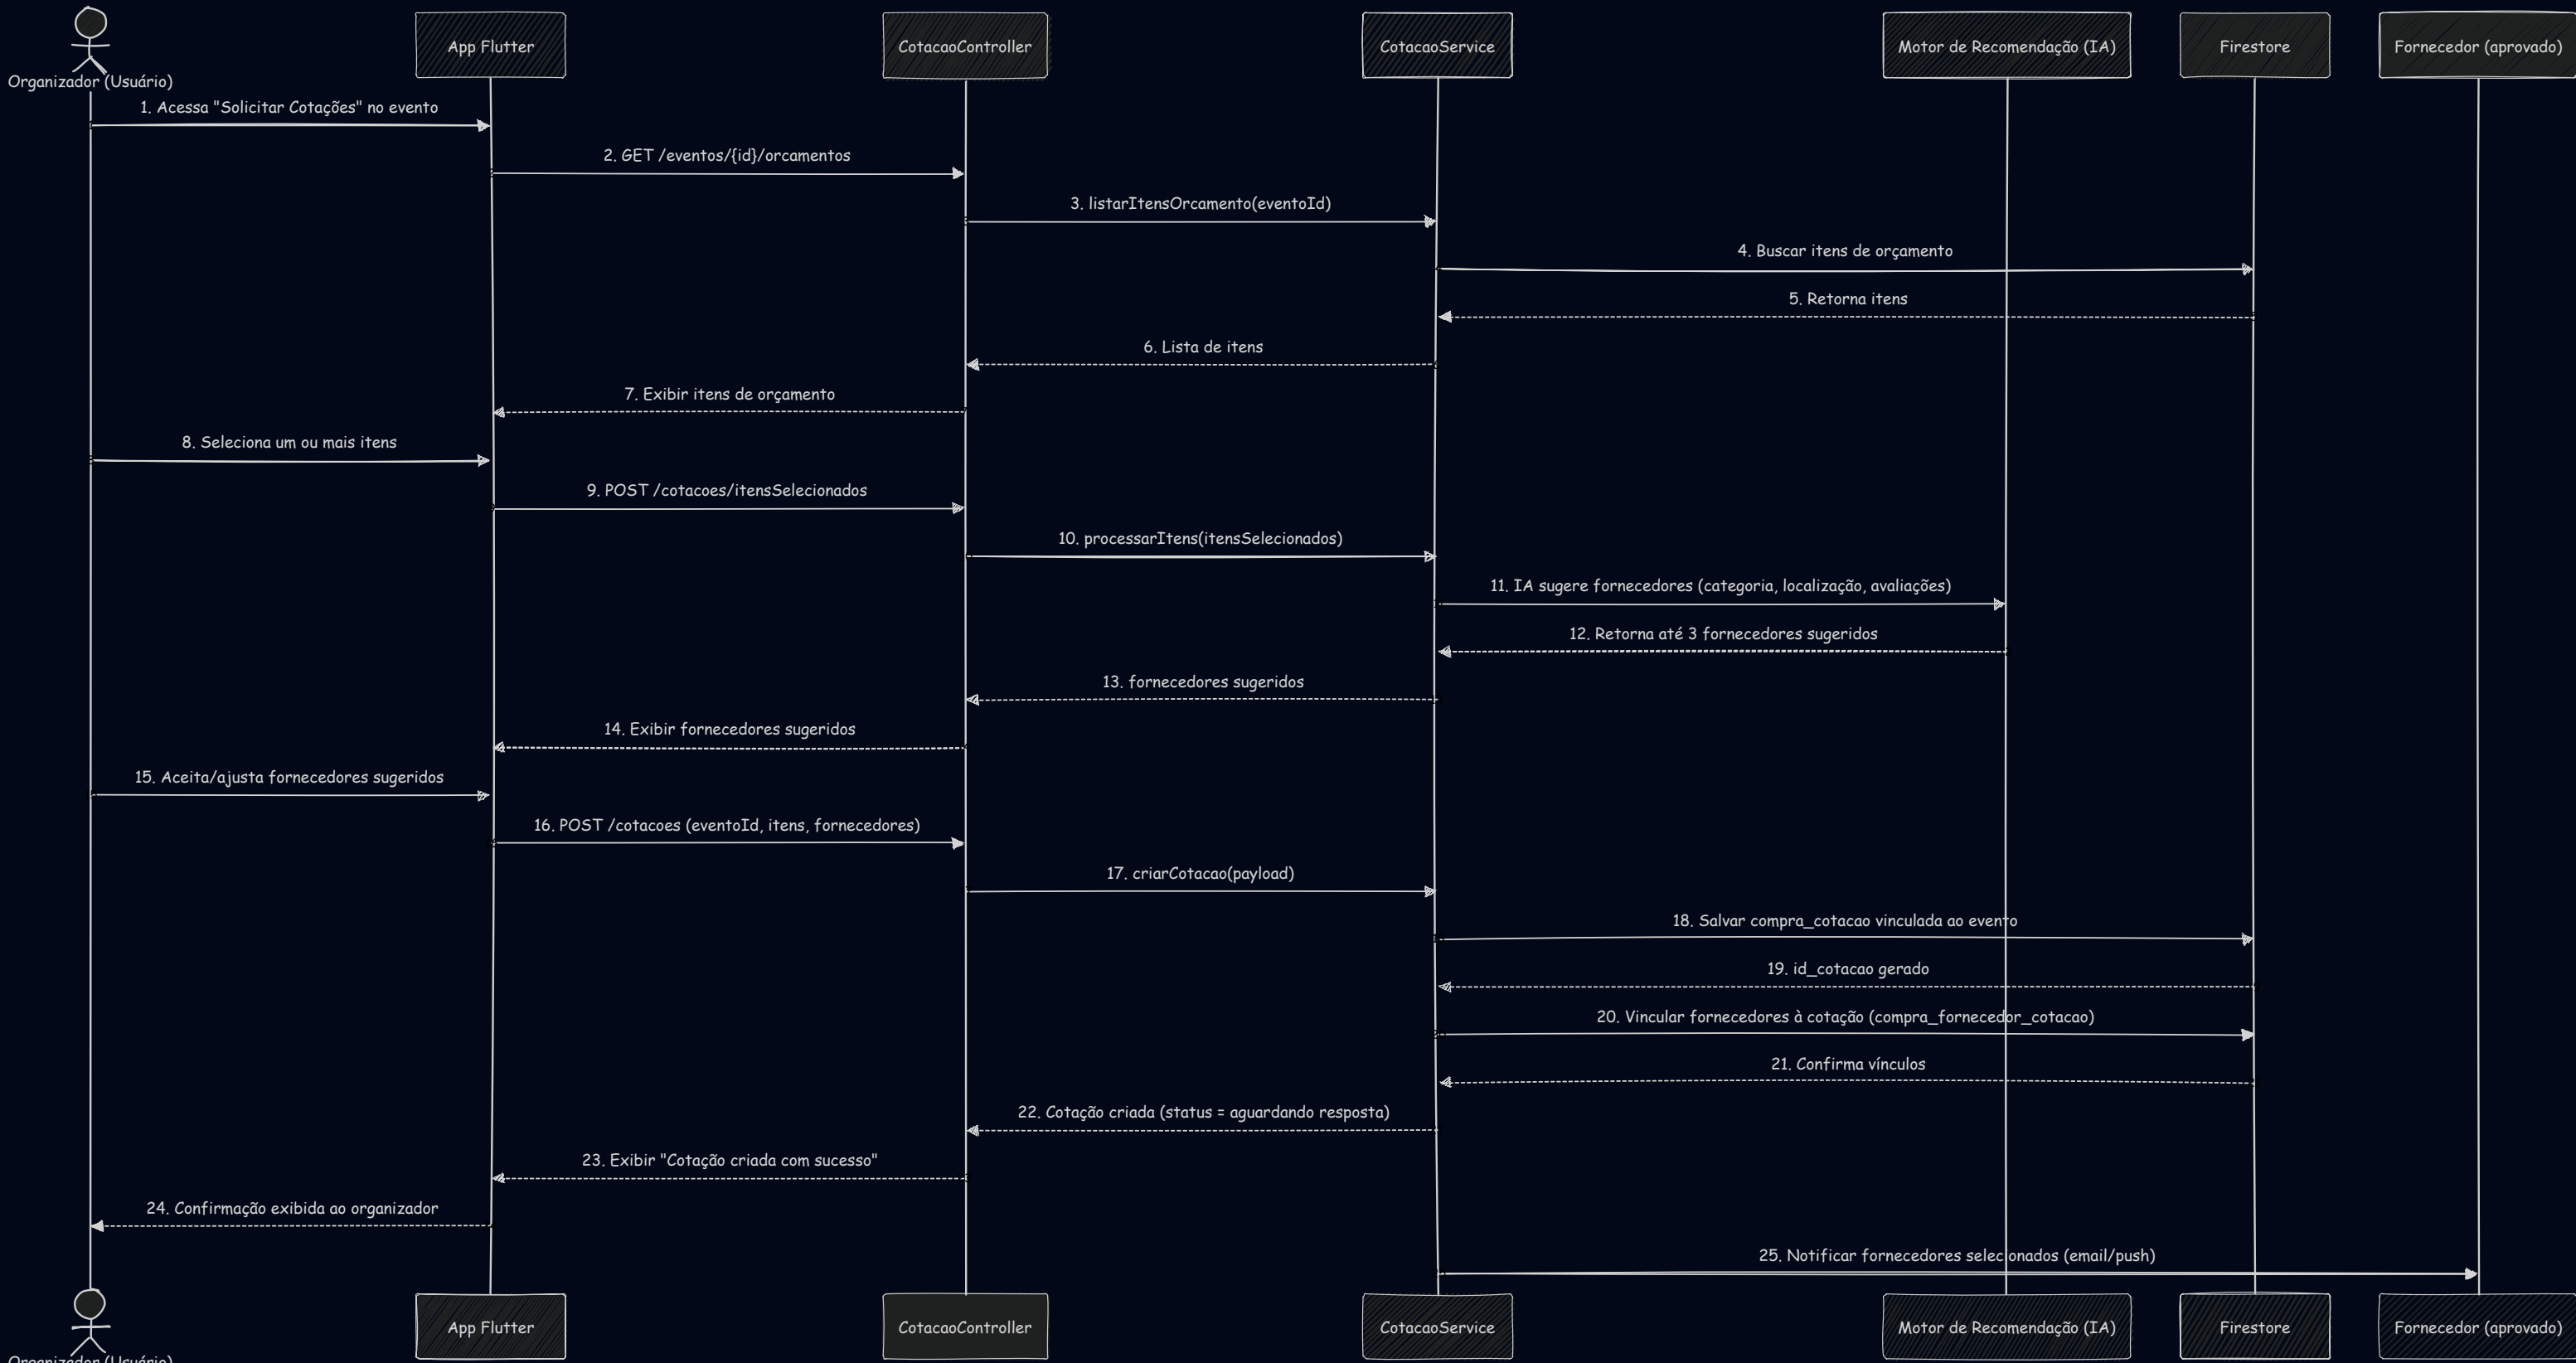 Organizador (Usuário)
App Flutter
CotacaoController
CotacaoService
Motor de Recomendação (IA)
Firestore
Fornecedor (aprovado)
1. Acessa "Solicitar Cotações" no evento
2. GET /eventos/{id}/orcamentos
3. listarItensOrcamento(eventoId)
4. Buscar itens de orçamento
5. Retorna itens
6. Lista de itens
7. Exibir itens de orçamento
8. Seleciona um ou mais itens
9. POST /cotacoes/itensSelecionados
10. processarItens(itensSelecionados)
11. IA sugere fornecedores (categoria, localização, avaliações)
12. Retorna até 3 fornecedores sugeridos
13. fornecedores sugeridos
14. Exibir fornecedores sugeridos
15. Aceita/ajusta fornecedores sugeridos
16. POST /cotacoes (eventoId, itens, fornecedores)
17. criarCotacao(payload)
18. Salvar compra_cotacao vinculada ao evento
19. id_cotacao gerado
20. Vincular fornecedores à cotação (compra_fornecedor_cotacao)
21. Confirma vínculos
22. Cotação criada (status = aguardando resposta)
23. Exibir "Cotação criada com sucesso"
24. Confirmação exibida ao organizador
25. Notificar fornecedores selecionados (email/push)
App Flutter
CotacaoController
CotacaoService
Motor de Recomendação (IA)
Firestore
Fornecedor (aprovado)
Organizador (Usuário)